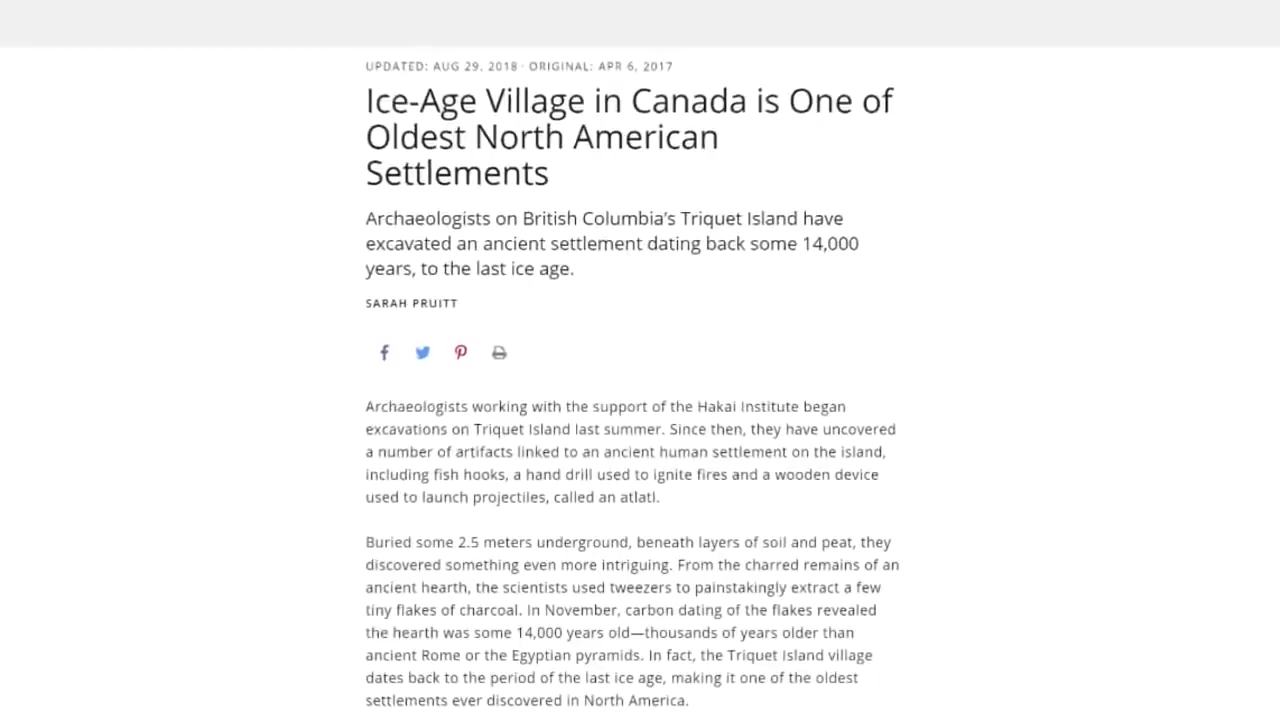 UPDATED: AUG 29, 2018 · ORIGINAL: APR 6, 2017
Ice-Age Village in Canada is One of
Oldest North American
Settlements
Archaeologists on British Columbia's Triquet Island have
excavated an ancient settlement dating back some 14,000
years, to the last ice age.
SARAH PRUITT
Archaeologists working with the support of the Hakai Institute began
excavations on Triquet Island last summer. Since then, they have uncovered
a number of artifacts linked to an ancient human settlement on the island,
including fish hooks, a hand drill used to ignite fires and a wooden device
used to launch projectiles, called an atlatl.
Buried some 2.5 meters underground, beneath layers of soil and peat, they
discovered something even more intriguing. From the charred remains of an
ancient hearth, the scientists used tweezers to painstakingly extract a few
tiny flakes of charcoal. In November, carbon dating of the flakes revealed
the hearth was some 14,000 years old—thousands of years older than
ancient Rome or the Egyptian pyramids. In fact, the Triquet Island village
dates back to the period of the last ice age, making it one of the oldest
settlements ever discovered in North America.